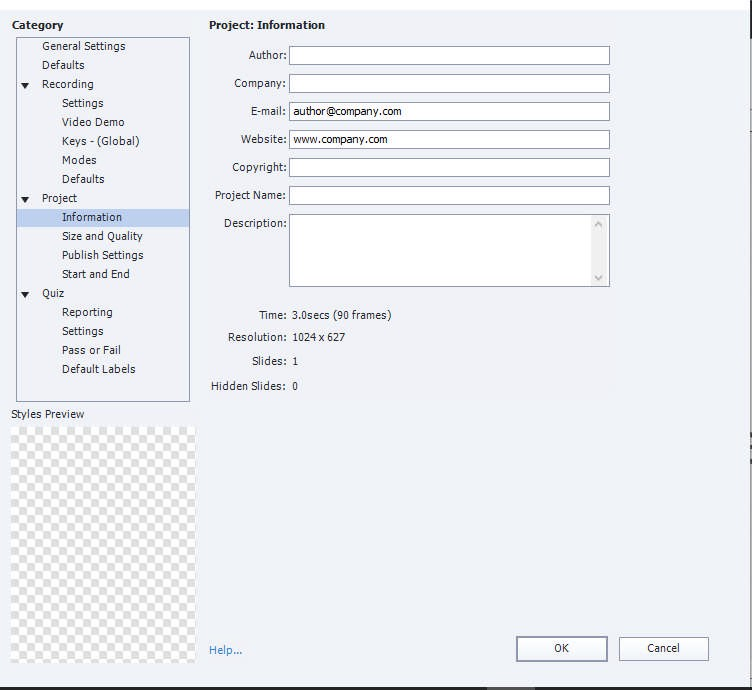 Category
General Settings
Defaults
Recording
Settings
Video Demo
Keys - (Global)
Modes
Defaults
Project
Information
Size and Quality
Publish Settings
Start and End
Quiz
Reporting
Settings
Pass or Fail
Default Labels
Styles Preview
Project: Information
Author:
Company:
E-mail: author@company.com
Website: www.company.com
Copyright:
Project Name:
Description:
Time: 3.0secs (90 frames)
Resolution: 1024 x 627
Slides: 1
Hidden Slides: 0
Help...
OK
Cancel